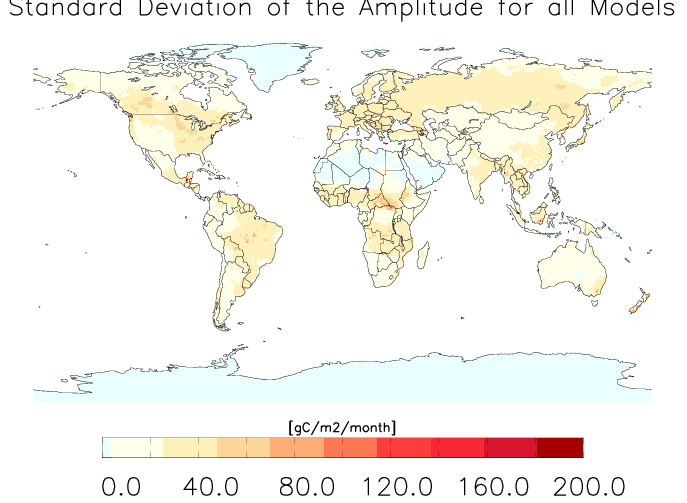 Standard Deviation of the Amplitude for all Models
[gC/m2/month]
0.0 40.0 80.0 120.0 160.0 200.0